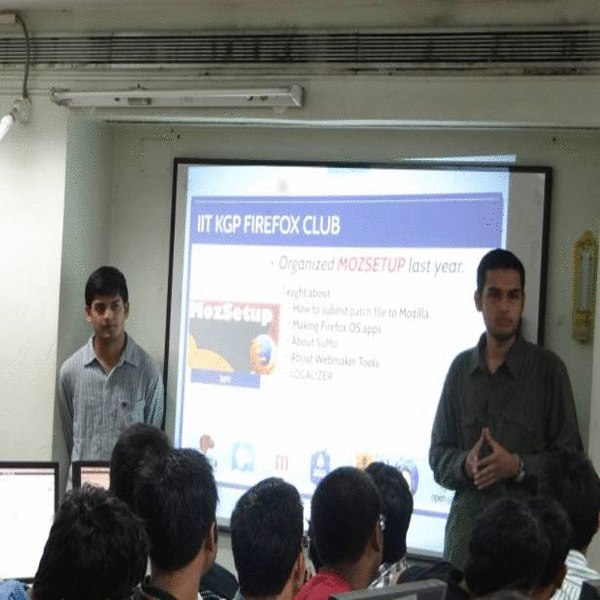 IIT KGP FIREFOX CLUB
- Organized MOZSETUP last year.
Taught about
- How to submit patch file to Mozilla.
- Making Firefox OS apps
- About SuMo
- About Webmaker Tools
- LOCALIZER
MozSetup
m
open